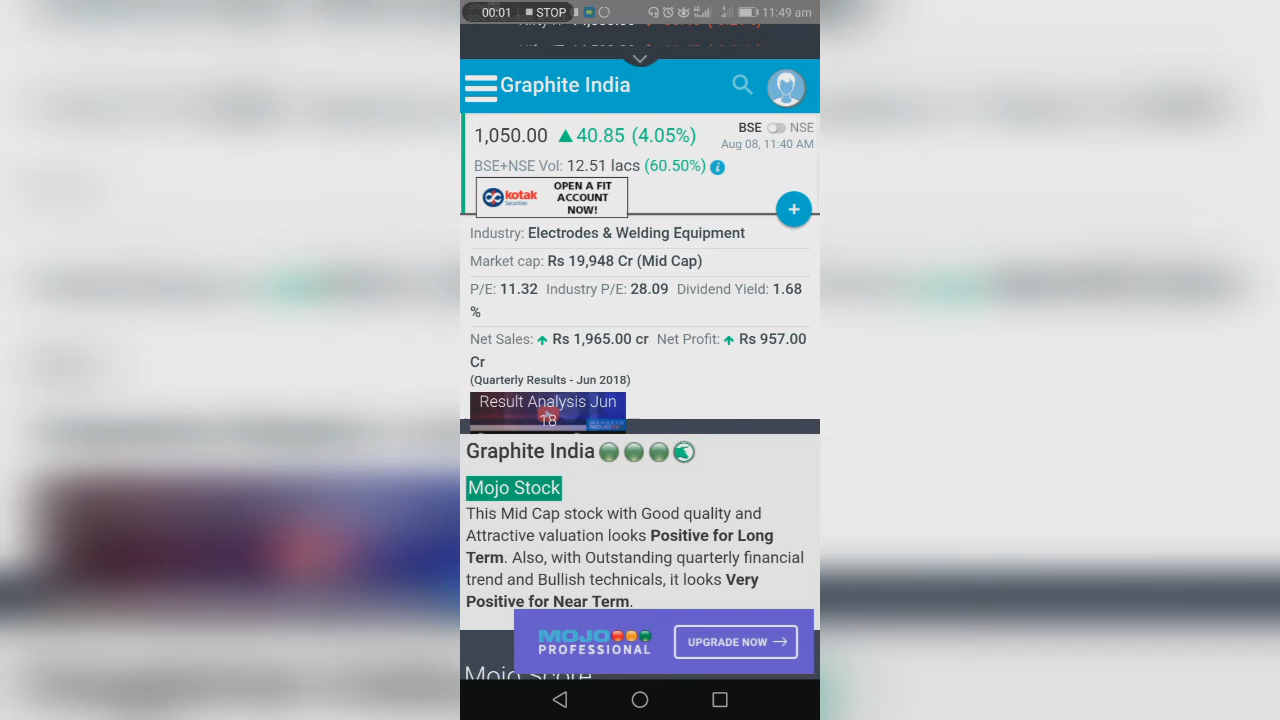 00:01 STOP 11:49 am
Graphite India
1,050.00 ▲ 40.85 (4.05%)
BSE NSE
Aug 08, 11:40 AM
BSE+NSE Vol: 12.51 lacs (60.50%) i
kotak Securities
OPEN A FIT
ACCOUNT
NOW!
+
Industry: Electrodes & Welding Equipment
Market cap: Rs 19,948 Cr (Mid Cap)
P/E: 11.32 Industry P/E: 28.09 Dividend Yield: 1.68
%
Net Sales: Rs 1,965.00 cr Net Profit: Rs 957.00
Cr
(Quarterly Results - Jun 2018)
Result Analysis Jun
18
Graphite India
Mojo Stock
This Mid Cap stock with Good quality and
Attractive valuation looks Positive for Long
Term. Also, with Outstanding quarterly financial
trend and Bullish technicals, it looks Very
Positive for Near Term.
MOJO
PROFESSIONAL
UPGRADE NOW →
Mojo Score